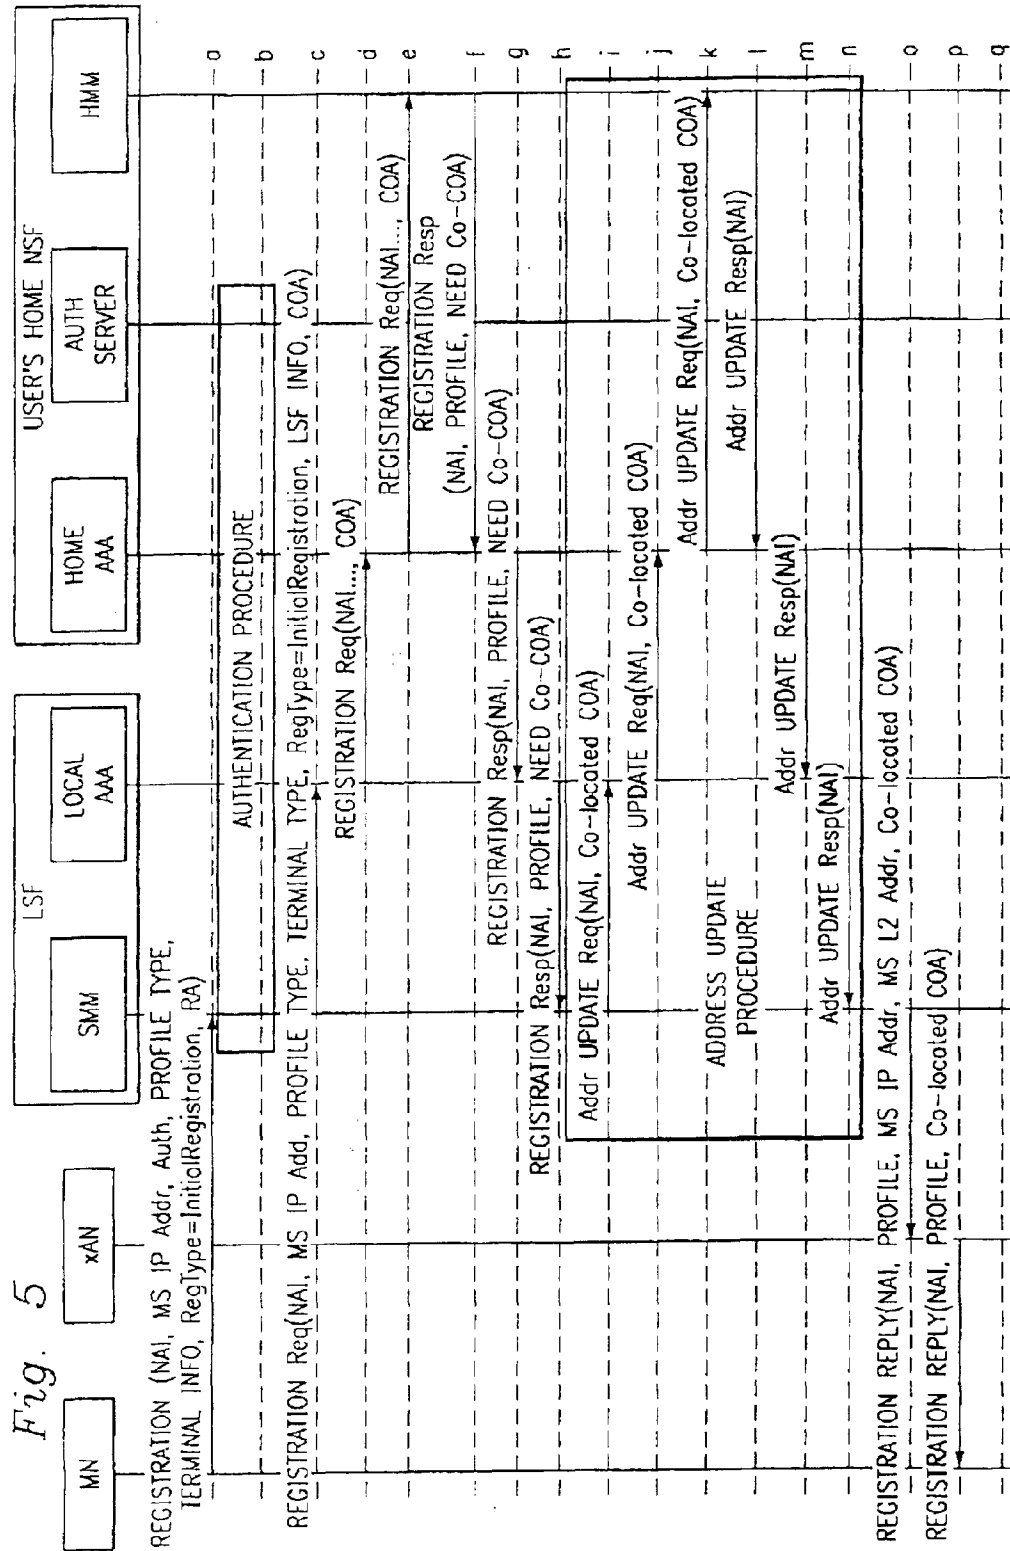 Fig. 5
MN
xAN
LSF
SMM
LOCAL
AAA
USER'S HOME NSF
HOME
AAA
AUTH
SERVER
HMM
REGISTRATION (NAI, MS IP Addr, Auth, PROFILE TYPE,
TERMINAL INFO, RegType=InitialRegistration, RA)
a
AUTHENTICATION PROCEDURE
b
REGISTRATION Req(NAI, MS IP Add, PROFILE TYPE, TERMINAL TYPE, RegType=InitialRegistration, LSF INFO, COA)
c
REGISTRATION Req(NAI..., COA)
d
REGISTRATION Req(NAI..., COA)
e
REGISTRATION Resp
(NAI, PROFILE, NEED Co-COA)
f
REGISTRATION Resp(NAI, PROFILE, NEED Co-COA)
g
REGISTRATION Resp(NAI, PROFILE, NEED Co-COA)
h
Addr UPDATE Req(NAI, Co-located COA)
i
Addr UPDATE Req(NAI, Co-located COA)
j
Addr UPDATE Req(NAI, Co-located COA)
k
ADDRESS UPDATE
PROCEDURE
Addr UPDATE Resp(NAI)
l
Addr UPDATE Resp(NAI)
m
Addr UPDATE Resp(NAI)
n
REGISTRATION REPLY(NAI, PROFILE, MS IP Addr, MS L2 Addr, Co-located COA)
o
REGISTRATION REPLY(NAI, PROFILE, Co-located COA)
p
q